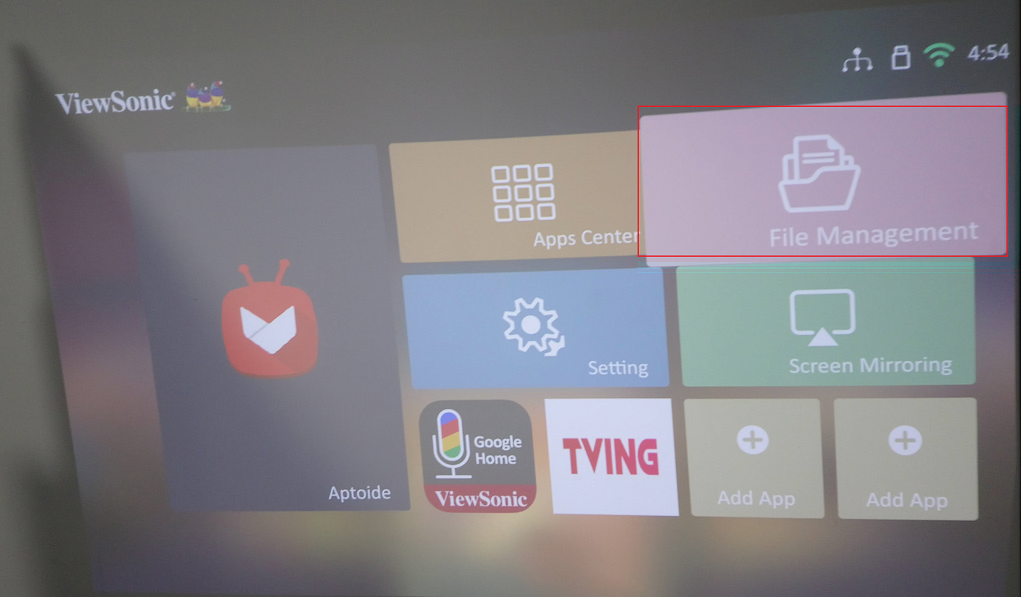 ViewSonic
4:54
Apps Center
File Management
Setting
Screen Mirroring
Aptoide
Google
Home
ViewSonic
TVING
Add App
Add App